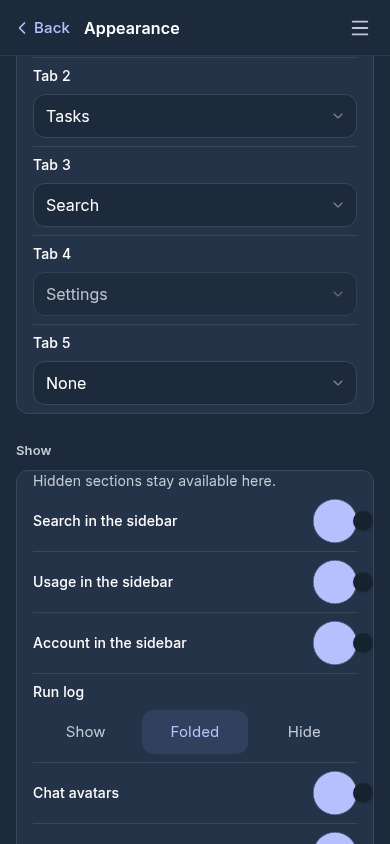 Back Appearance
Tab 2
Tasks
Tab 3
Search
Tab 4
Settings
Tab 5
None
Show
Hidden sections stay available here.
Search in the sidebar
Usage in the sidebar
Account in the sidebar
Run log
Show Folded Hide
Chat avatars